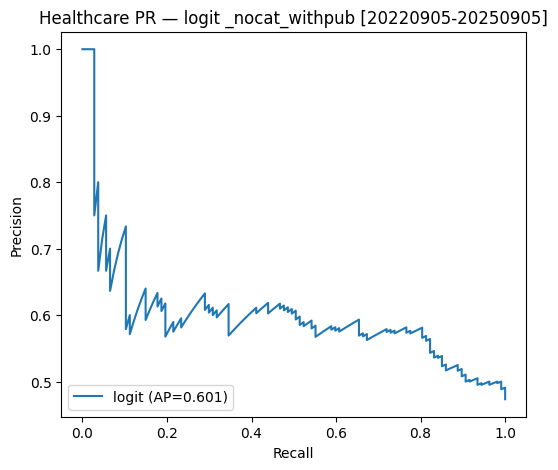 Healthcare PR — logit _nocat_withpub [20220905-20250905]
1.0
0.9
0.8
0.7
0.6
0.5
Precision
logit (AP=0.601)
0.0 0.2 0.4 0.6 0.8 1.0
Recall